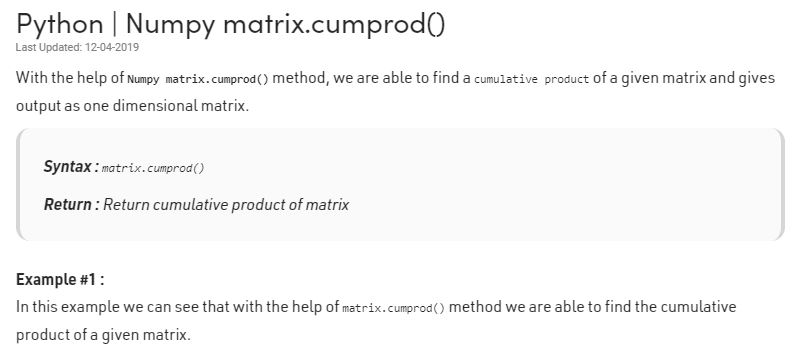 Python | Numpy matrix.cumprod()
Last Updated: 12-04-2019
With the help of Numpy matrix.cumprod() method, we are able to find a cumulative product of a given matrix and gives
output as one dimensional matrix.
Syntax : matrix.cumprod()
Return : Return cumulative product of matrix
Example #1 :
In this example we can see that with the help of matrix.cumprod() method we are able to find the cumulative
product of a given matrix.